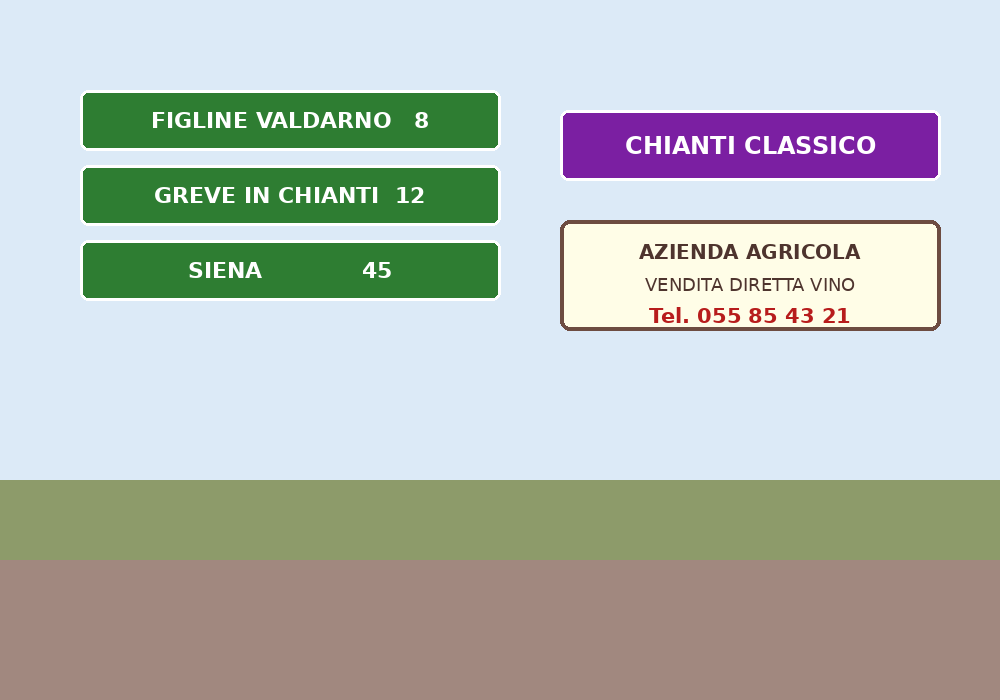 FIGLINE VALDARNO 8
GREVE IN CHIANTI 12
SIENA 45
CHIANTI CLASSICO
AZIENDA AGRICOLA
VENDITA DIRETTA VINO
Tel. 055 85 43 21